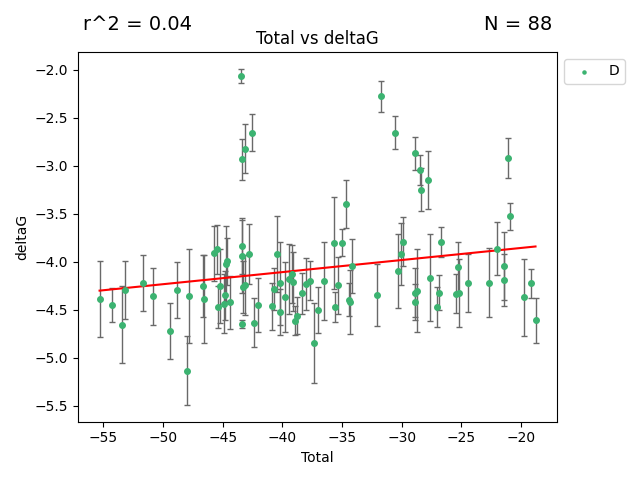 r^2 = 0.04
N = 88
Total vs deltaG
D
deltaG
−2.0
−2.5
−3.0
−3.5
−4.0
−4.5
−5.0
−5.5
−55
−50
−45
−40
−35
−30
−25
−20
Total